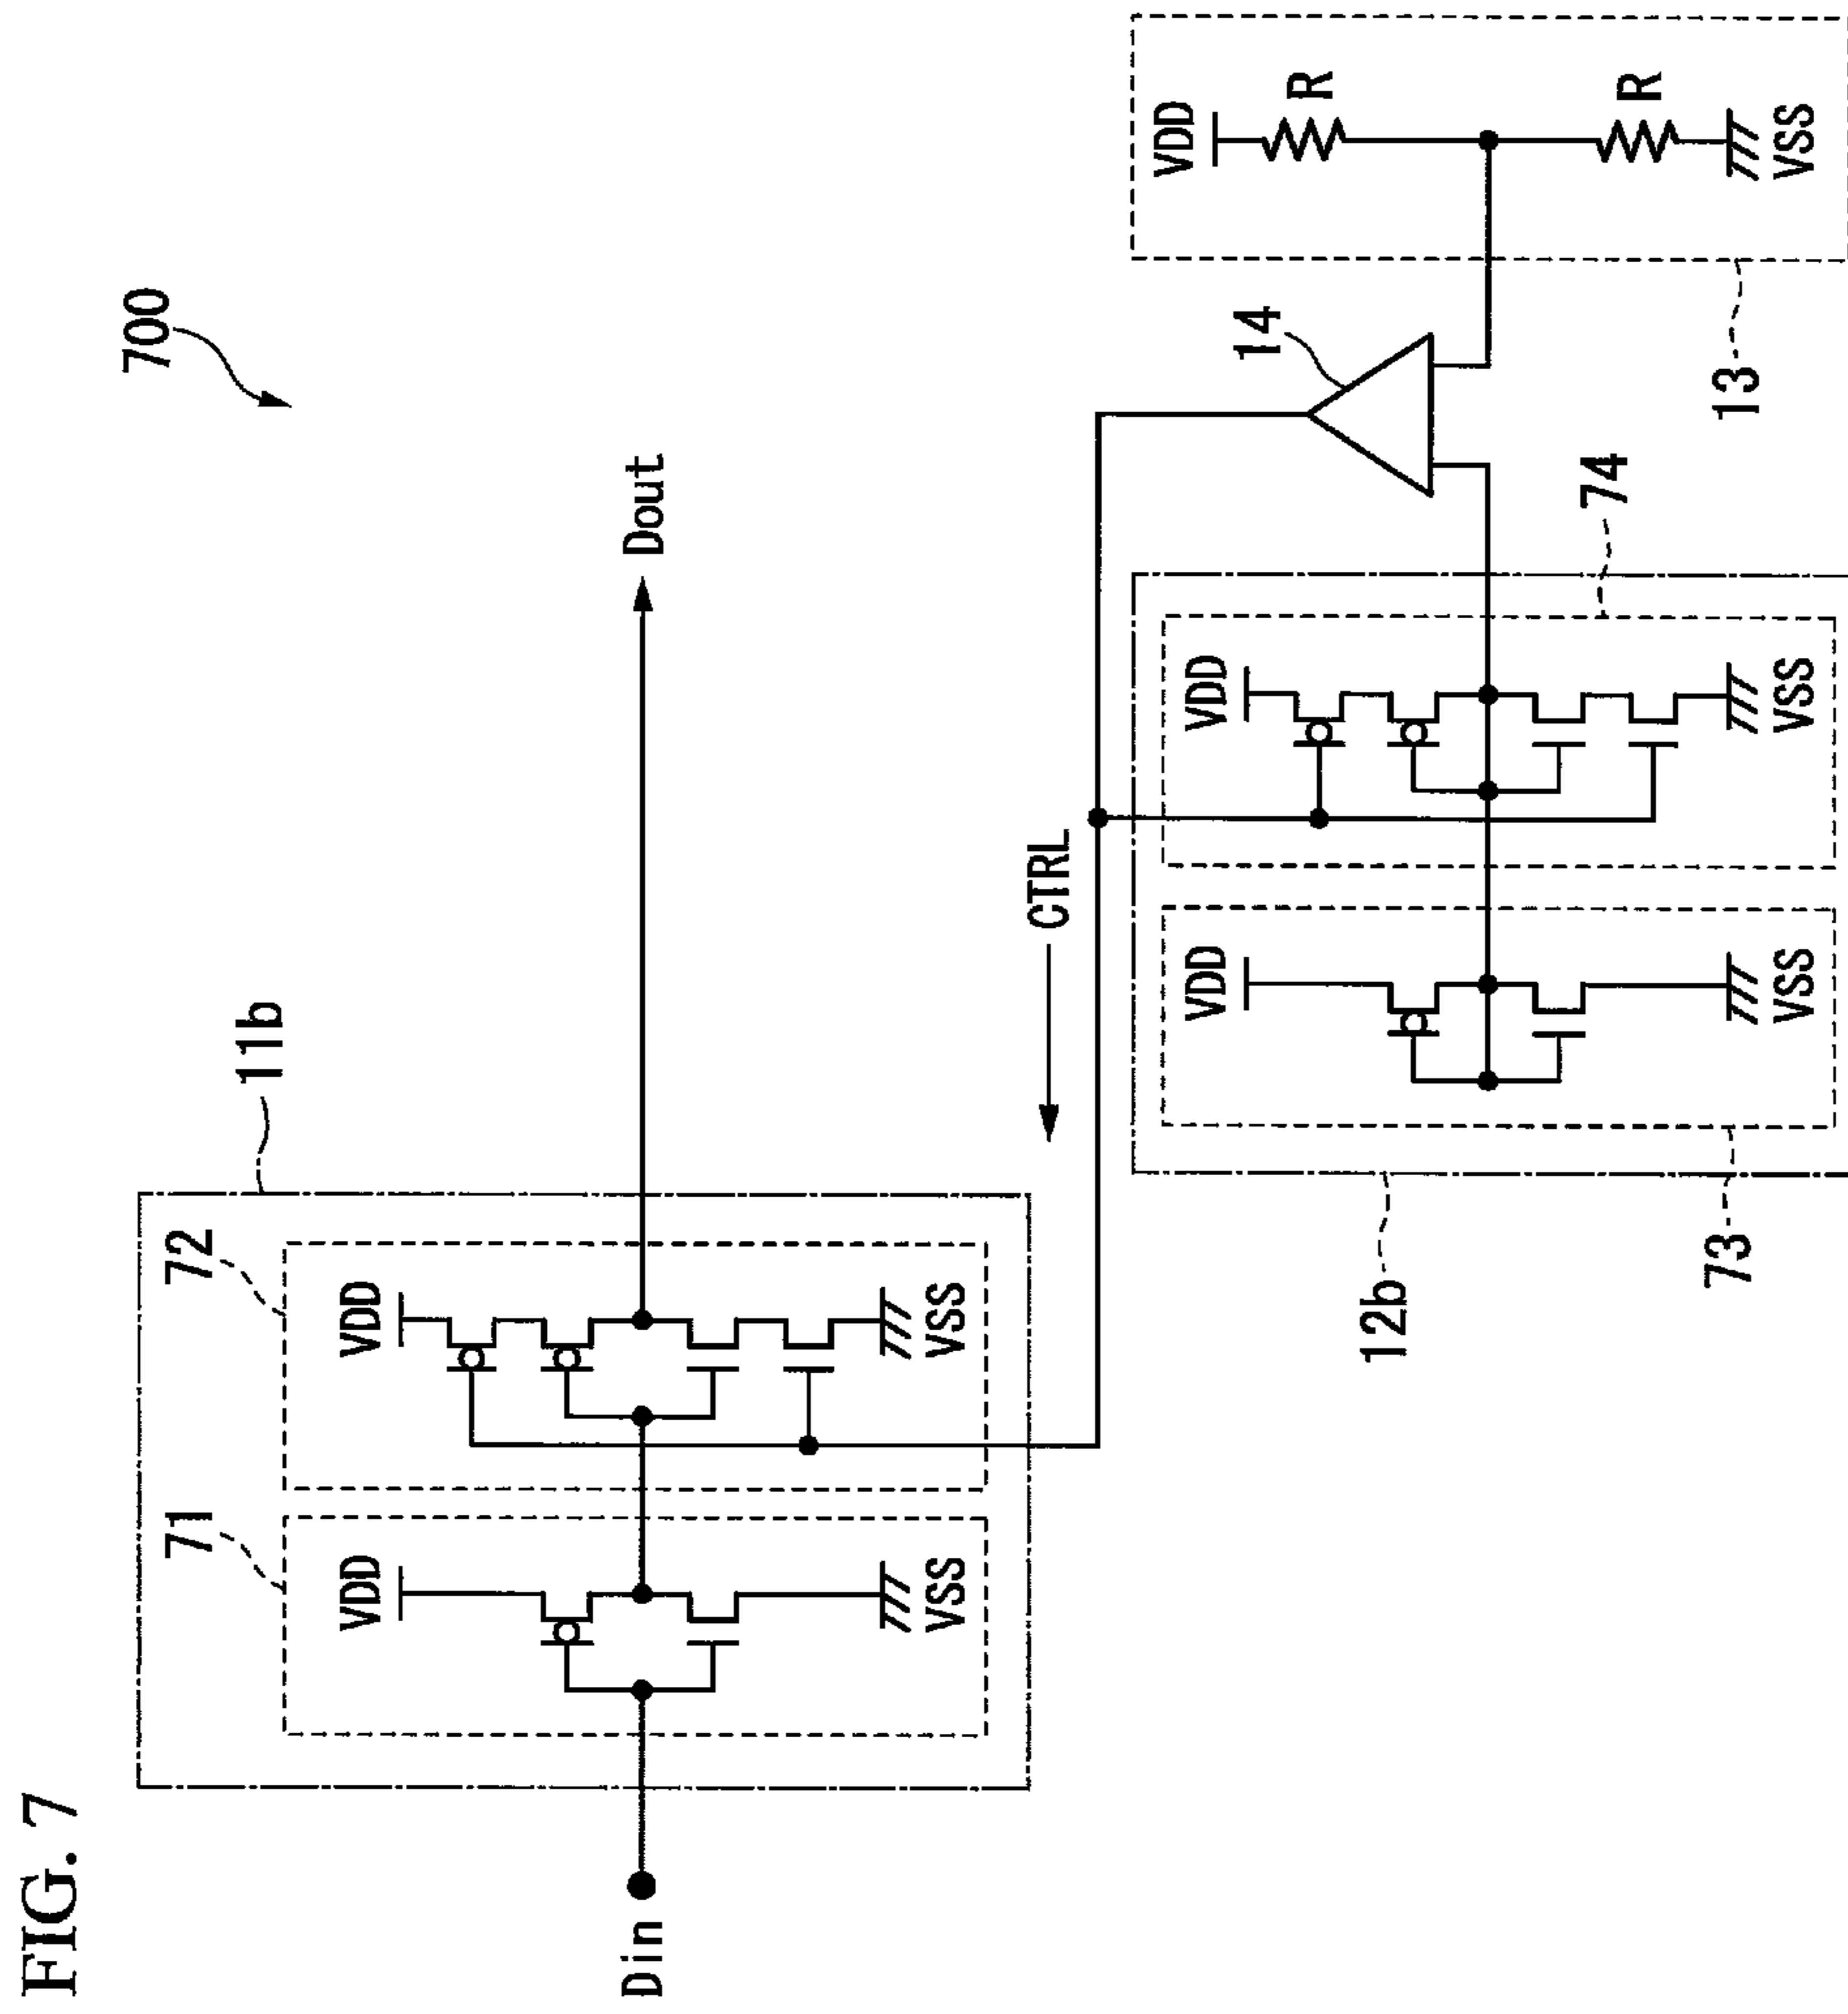 FIG. 7
700
11b
71
72
VDD
VDD
Din
Dout
VSS
VSS
CTRL
14
VDD
VDD
VDD
R
R
VSS
VSS
VSS
12b
73
74
13